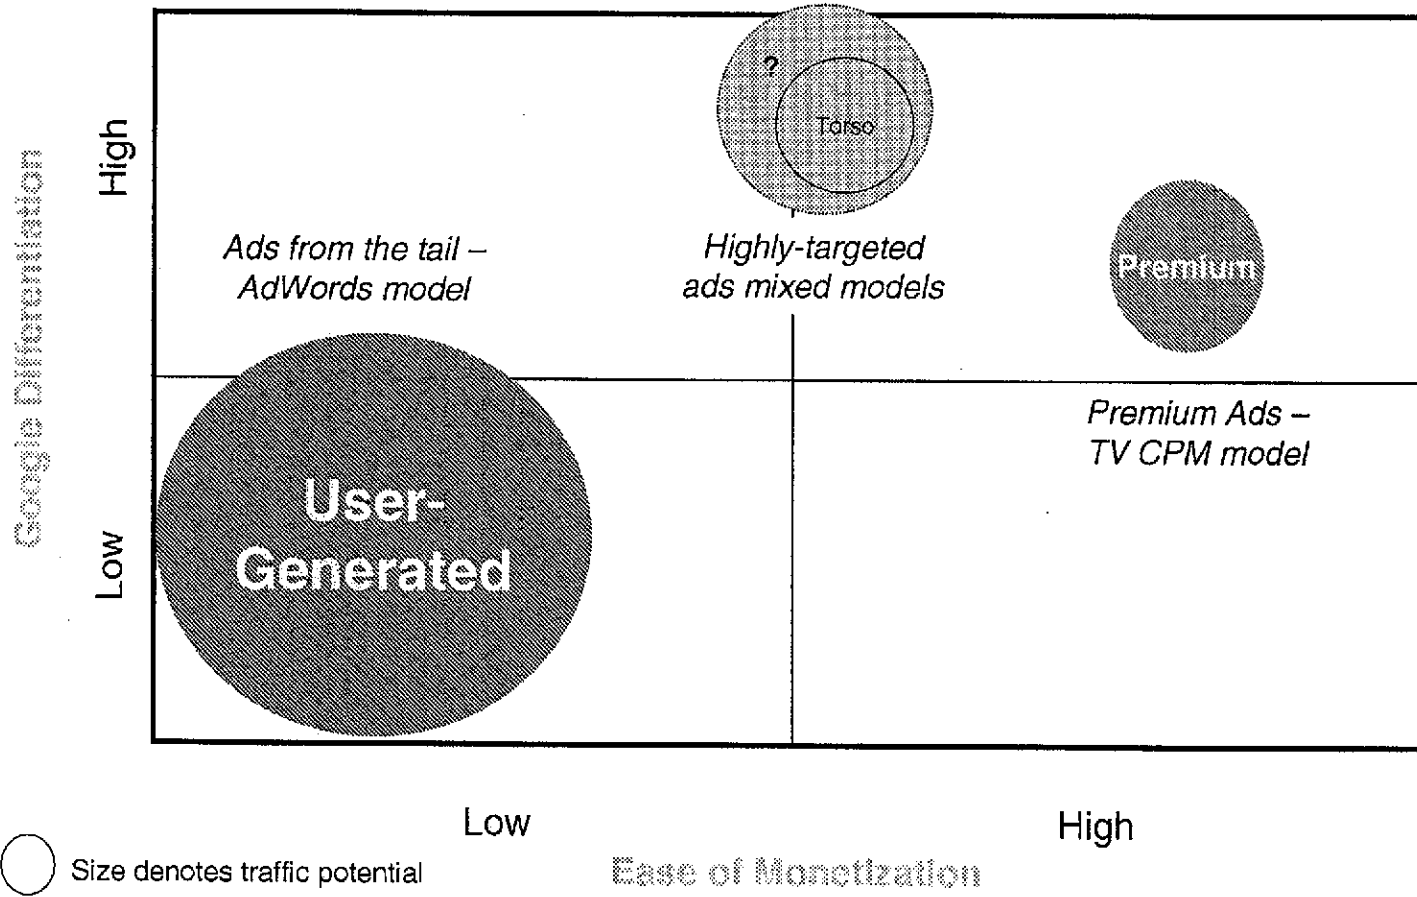 ?
Torso
High
Google Differentiation
Ads from the tail –
AdWords model
Highly-targeted
ads mixed models
Premium
Premium Ads –
TV CPM model
User-
Generated
Low
Low
High
Size denotes traffic potential
Ease of Monetization